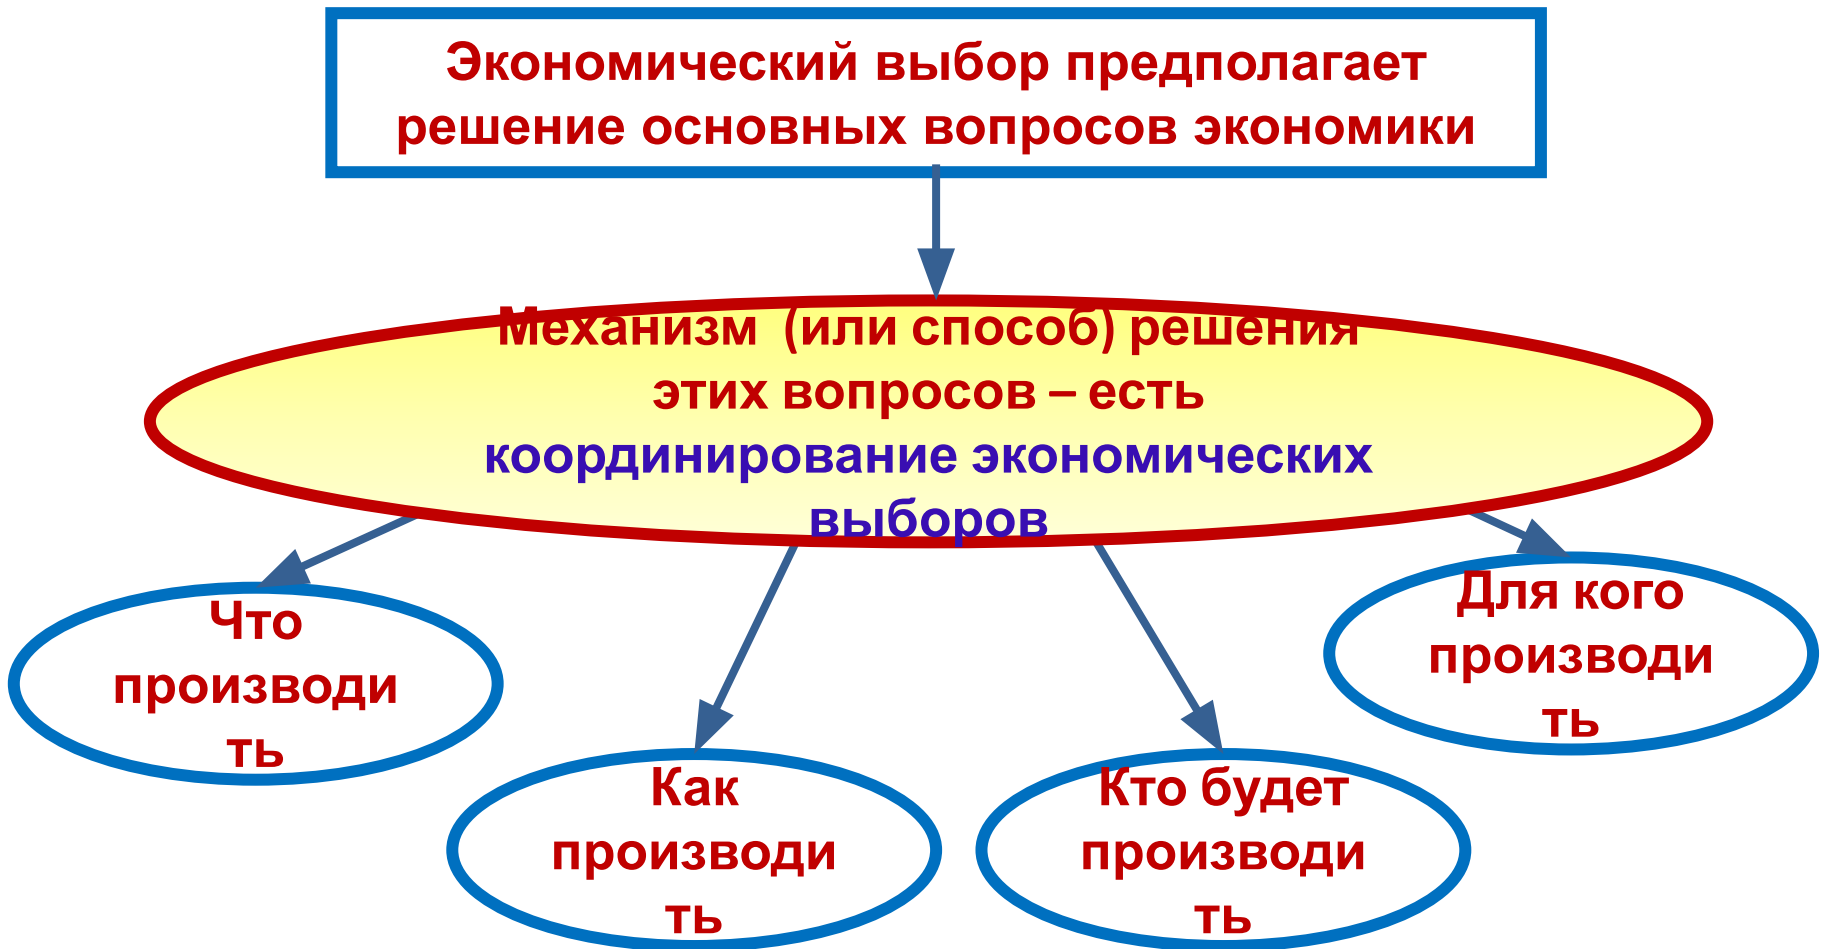 Экономический выбор предполагает
решение основных вопросов экономики
Механизм (или способ) решения
этих вопросов – есть
координирование экономических
выборов
Что
производи
ть
Как
производи
ть
Кто будет
производи
ть
Для кого
производи
ть